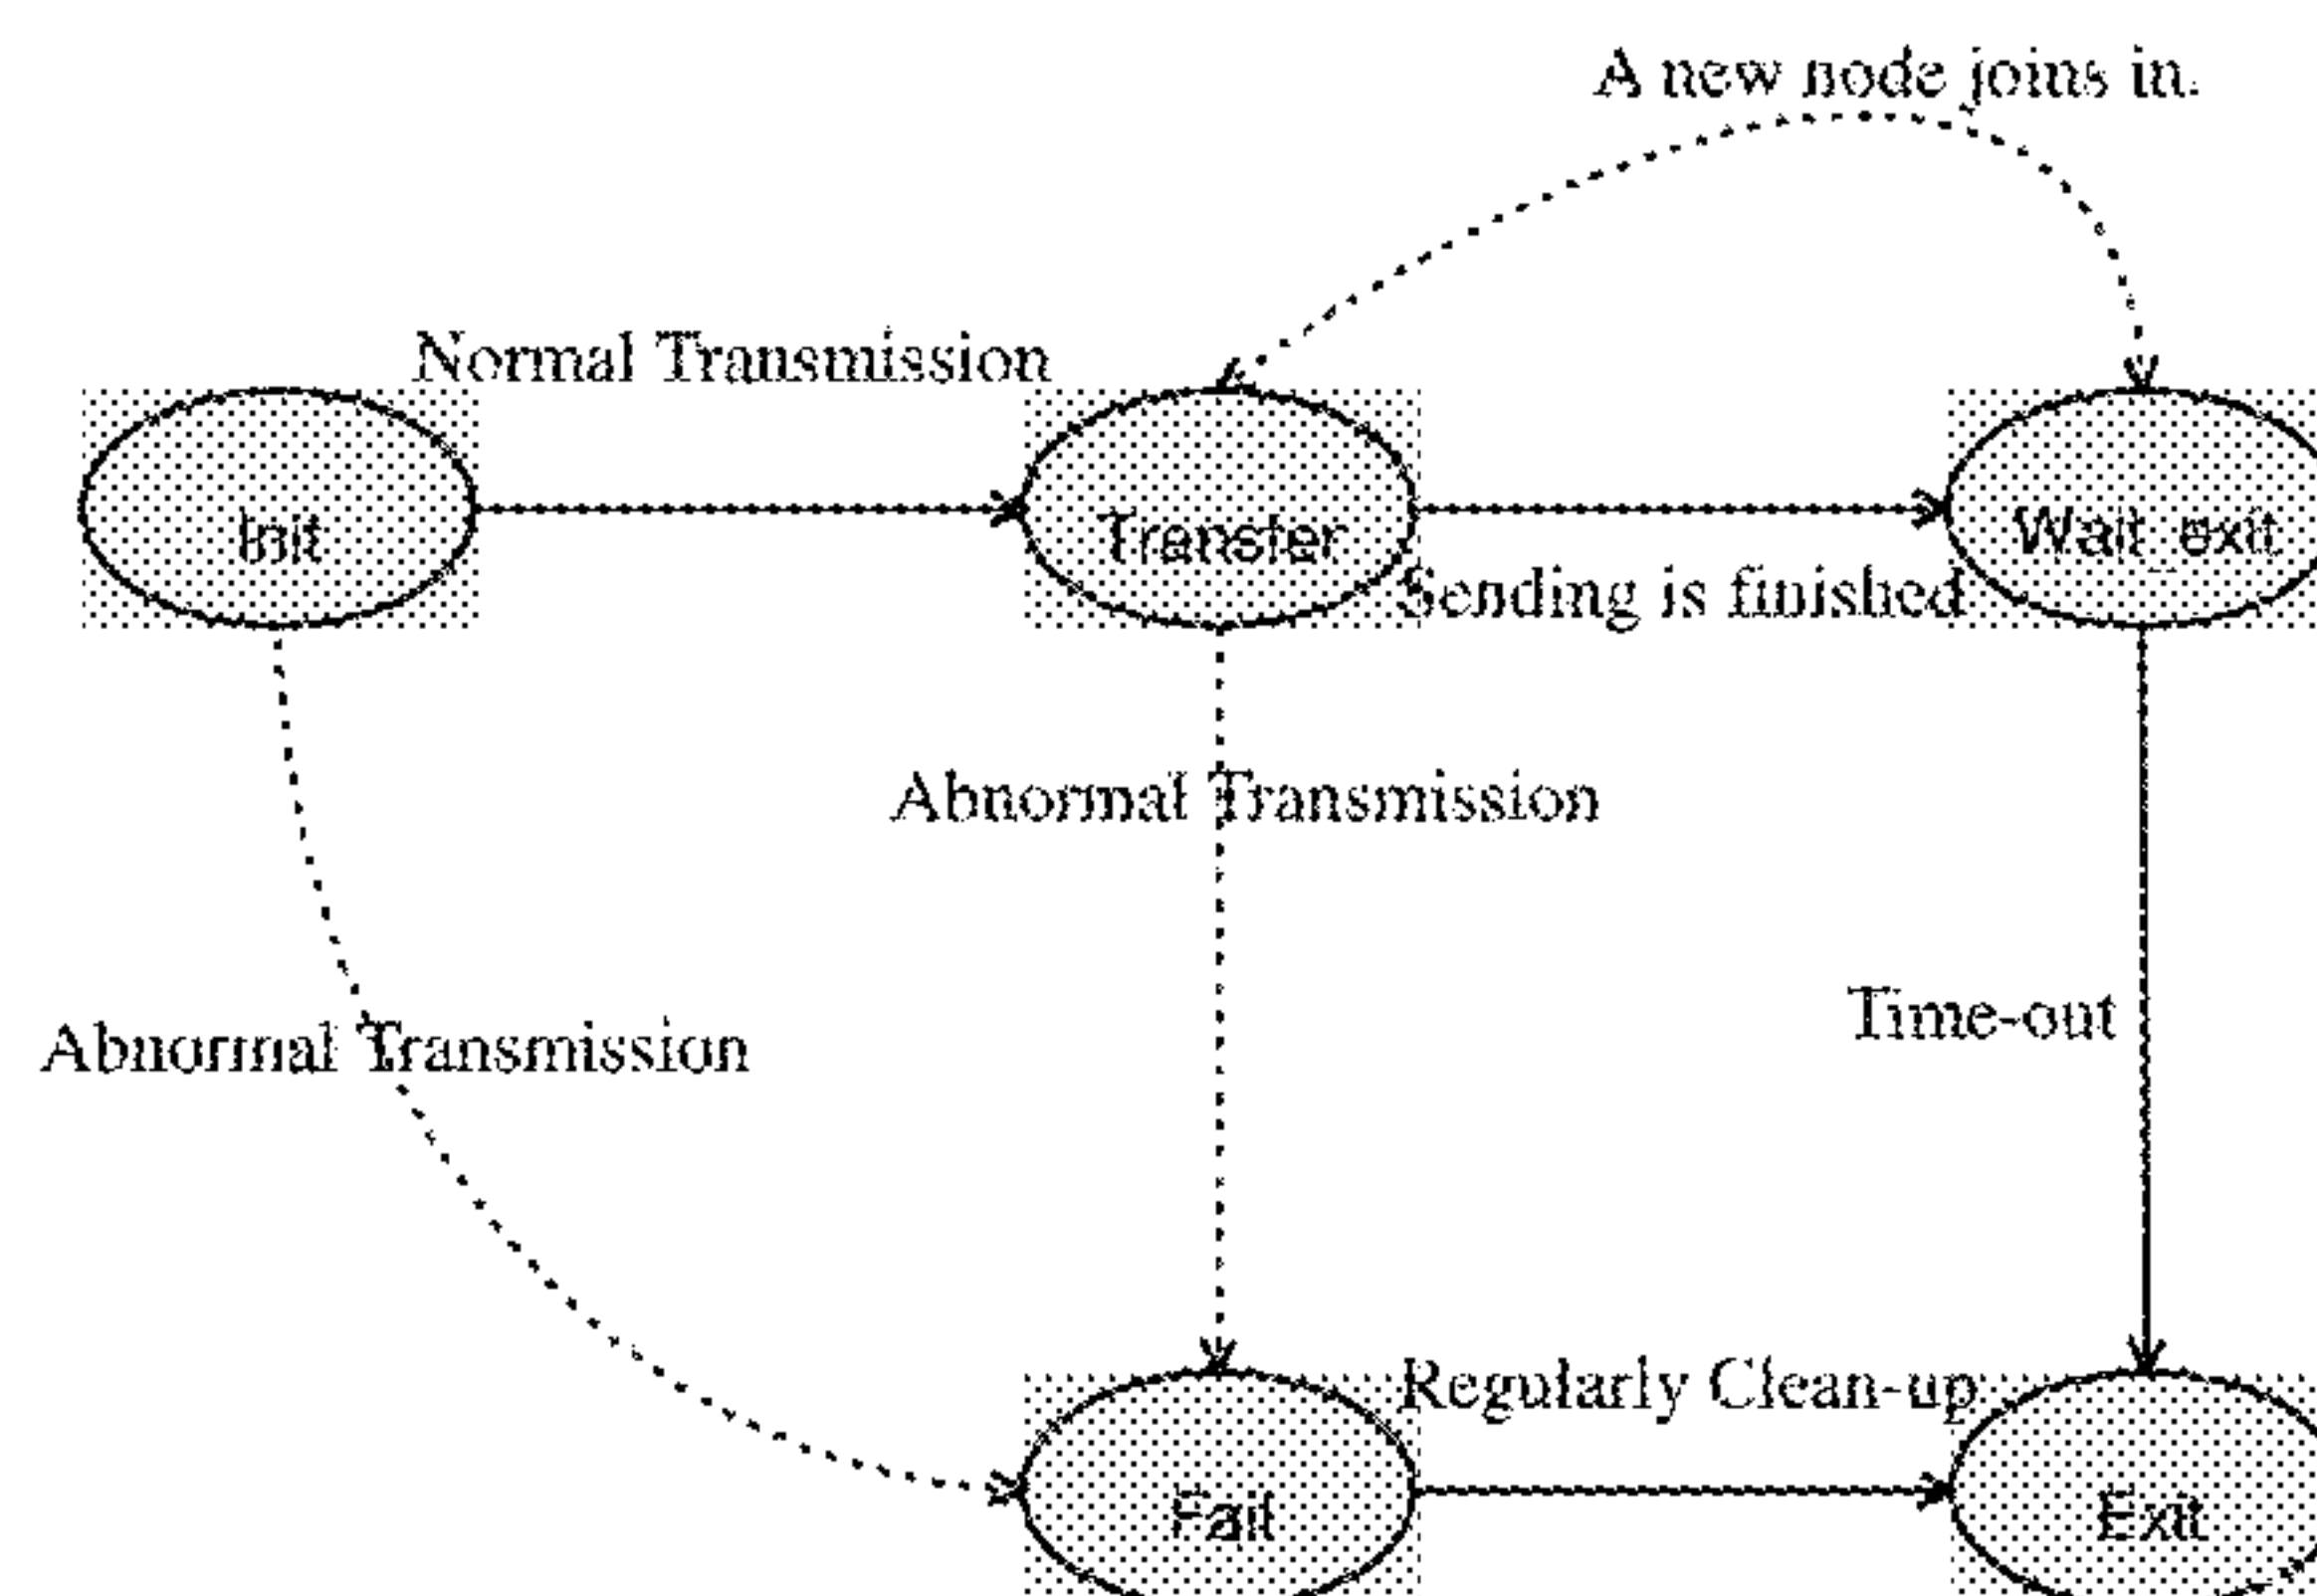 A new node joins in.
Normal Transmission
Init
Transfer
Wait_exit
Sending is finished
Abnormal Transmission
Time-out
Abnormal Transmission
Regularly Clean-up
Fail
Exit